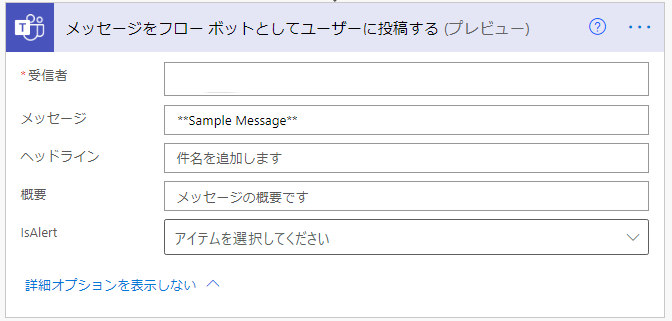 メッセージをフロー ボットとしてユーザーに投稿する (プレビュー)
*受信者
メッセージ **Sample Message**
ヘッドライン 件名を追加します
概要 メッセージの概要です
IsAlert アイテムを選択してください
詳細オプションを表示しない